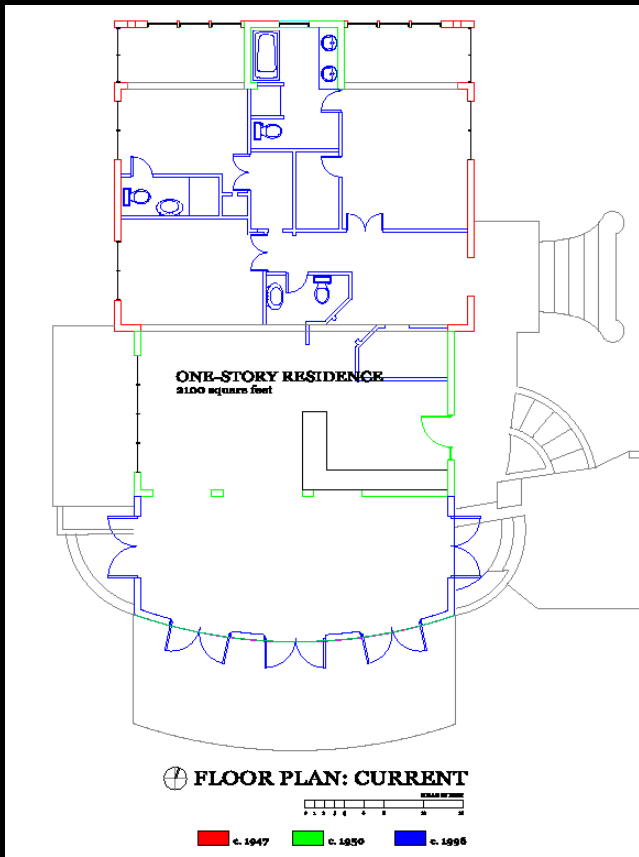 ONE-STORY RESIDENCE
2100 square feet
FLOOR PLAN: CURRENT
c. 1947 c. 1950 c. 1996